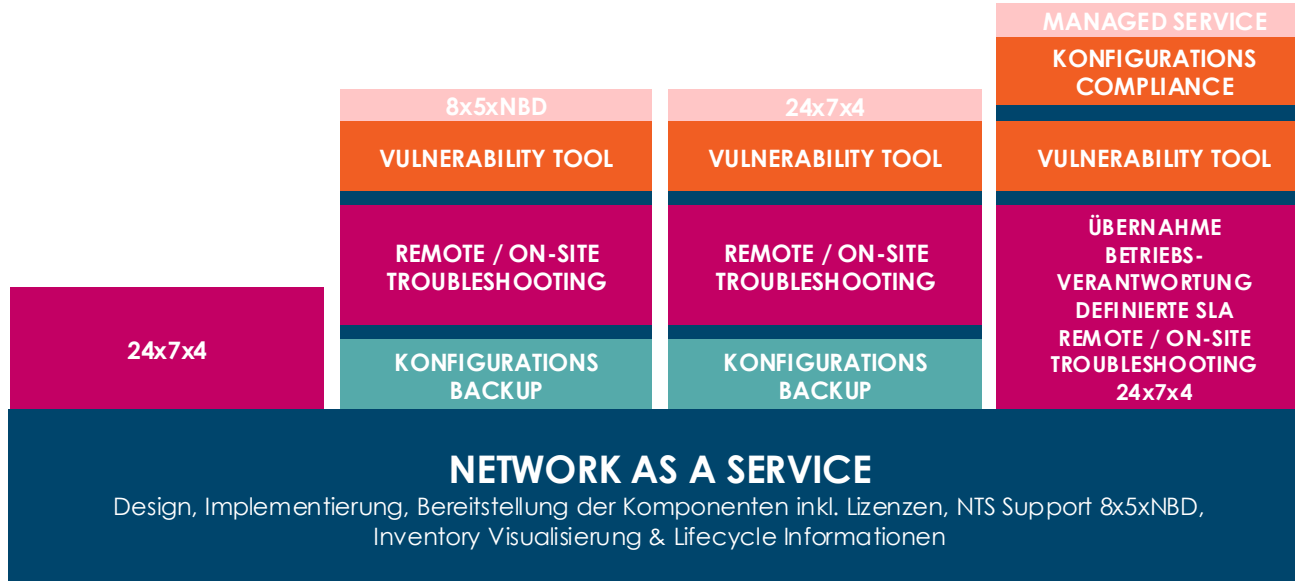 24x7x4
8x5xNBD
VULNERABILITY TOOL
REMOTE / ON-SITE
TROUBLESHOOTING
KONFIGURATIONS
BACKUP
24x7x4
VULNERABILITY TOOL
REMOTE / ON-SITE
TROUBLESHOOTING
KONFIGURATIONS
BACKUP
MANAGED SERVICE
KONFIGURATIONS
COMPLIANCE
VULNERABILITY TOOL
ÜBERNAHME
BETRIEBS-
VERANTWORTUNG
DEFINIERTE SLA
REMOTE / ON-SITE
TROUBLESHOOTING
24x7x4
NETWORK AS A SERVICE
Design, Implementierung, Bereitstellung der Komponenten inkl. Lizenzen, NTS Support 8x5xNBD,
Inventory Visualisierung & Lifecycle Informationen